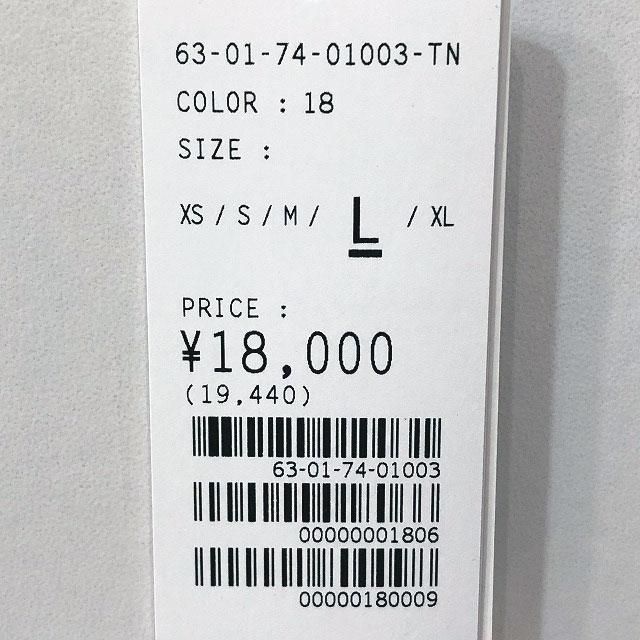 63-01-74-01003-TN
COLOR : 18
SIZE :
XS / S / M / L / XL
PRICE :
¥18,000
(19,440)
63-01-74-01003
00000001806
00000180009